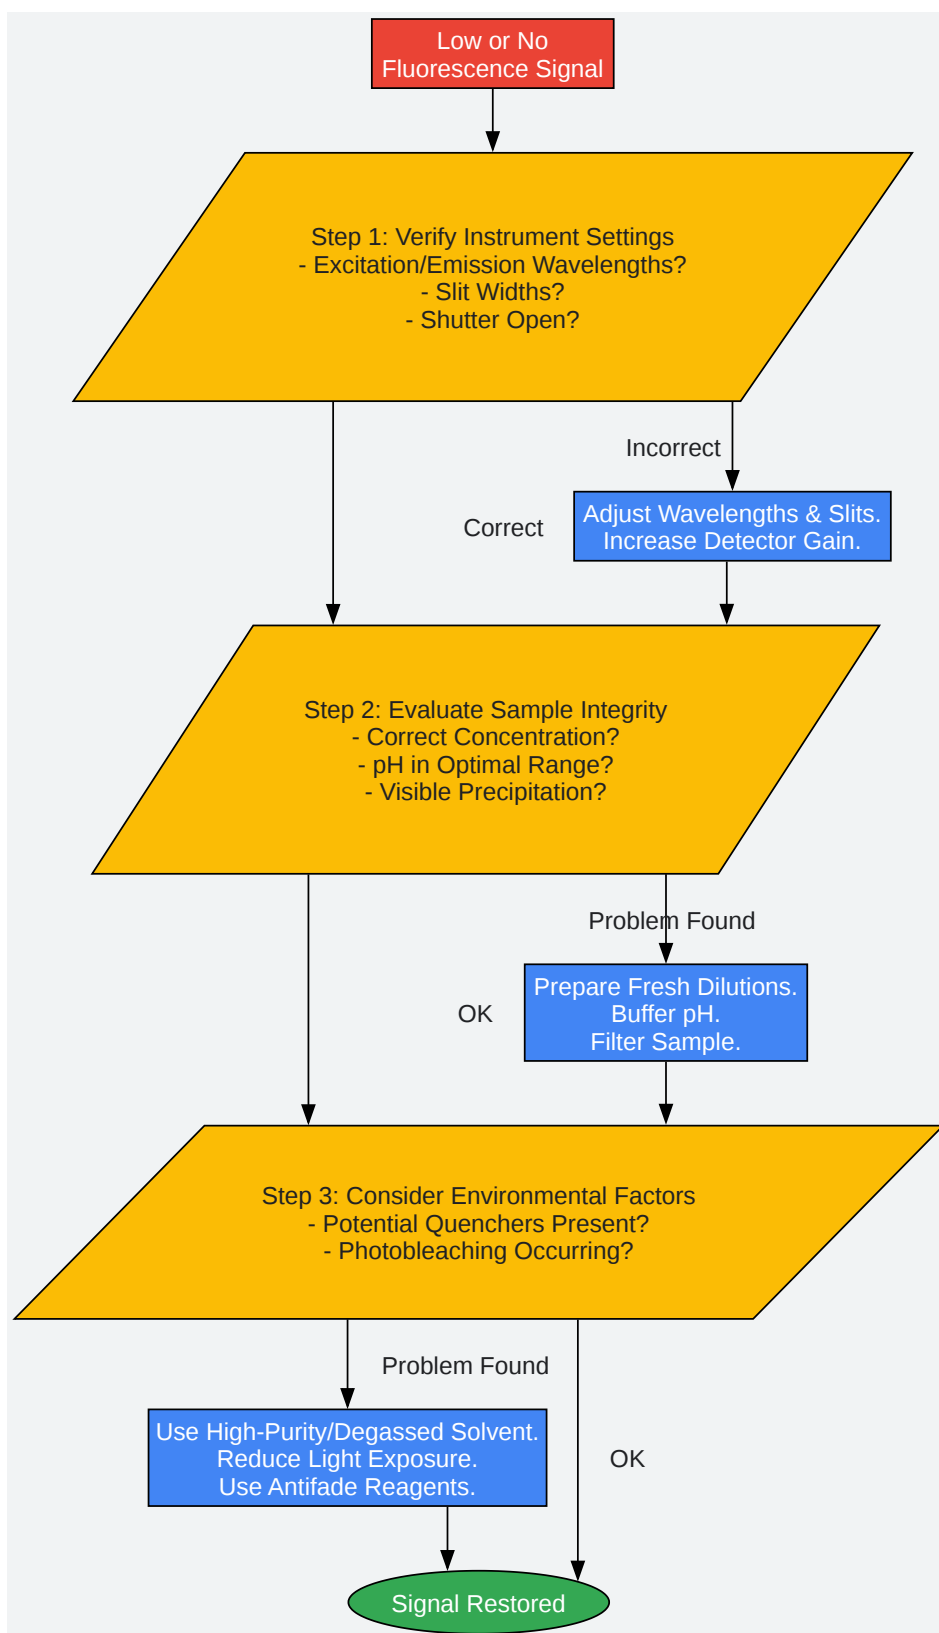 Low or No
Fluorescence Signal
Step 1: Verify Instrument Settings
- Excitation/Emission Wavelengths?
- Slit Widths?
- Shutter Open?
Incorrect
Adjust Wavelengths & Slits.
Increase Detector Gain.
Correct
Step 2: Evaluate Sample Integrity
- Correct Concentration?
- pH in Optimal Range?
- Visible Precipitation?
Problem Found
Prepare Fresh Dilutions.
Buffer pH.
Filter Sample.
OK
Step 3: Consider Environmental Factors
- Potential Quenchers Present?
- Photobleaching Occurring?
Problem Found
Use High-Purity/Degassed Solvent.
Reduce Light Exposure.
Use Antifade Reagents.
OK
Signal Restored